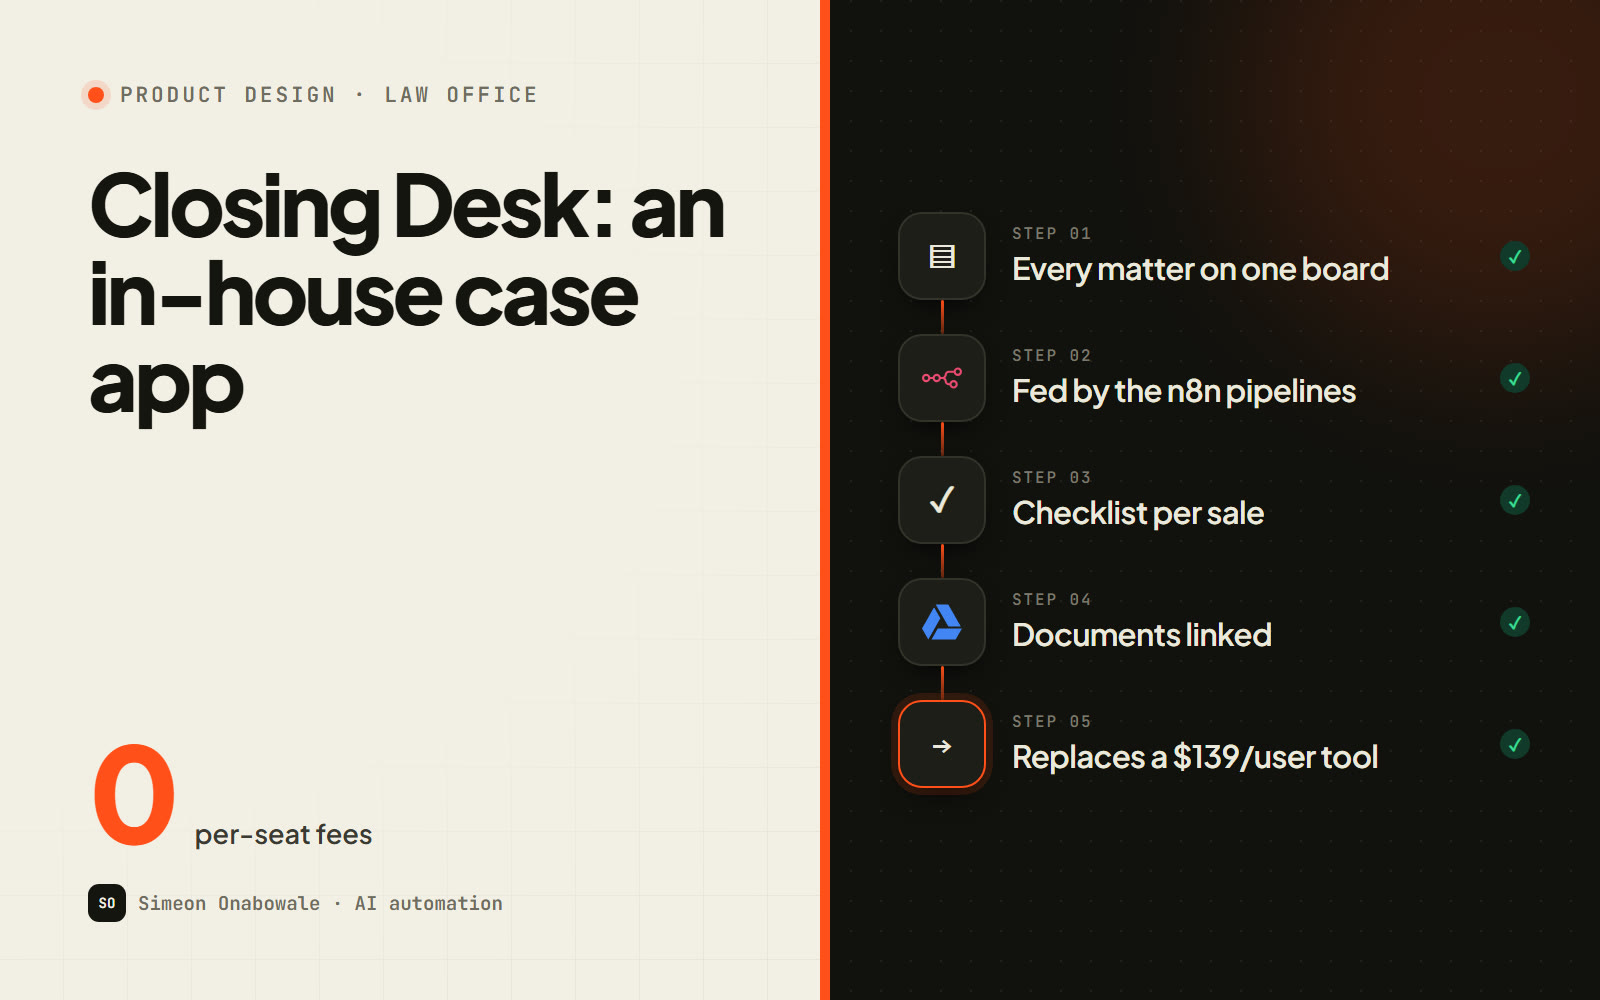 PRODUCT DESIGN · LAW OFFICE
Closing Desk: an
in-house case
app
0 per-seat fees
SO Simeon Onabowale · AI automation
STEP 01
Every matter on one board
STEP 02
Fed by the n8n pipelines
STEP 03
Checklist per sale
STEP 04
Documents linked
STEP 05
Replaces a $139/user tool